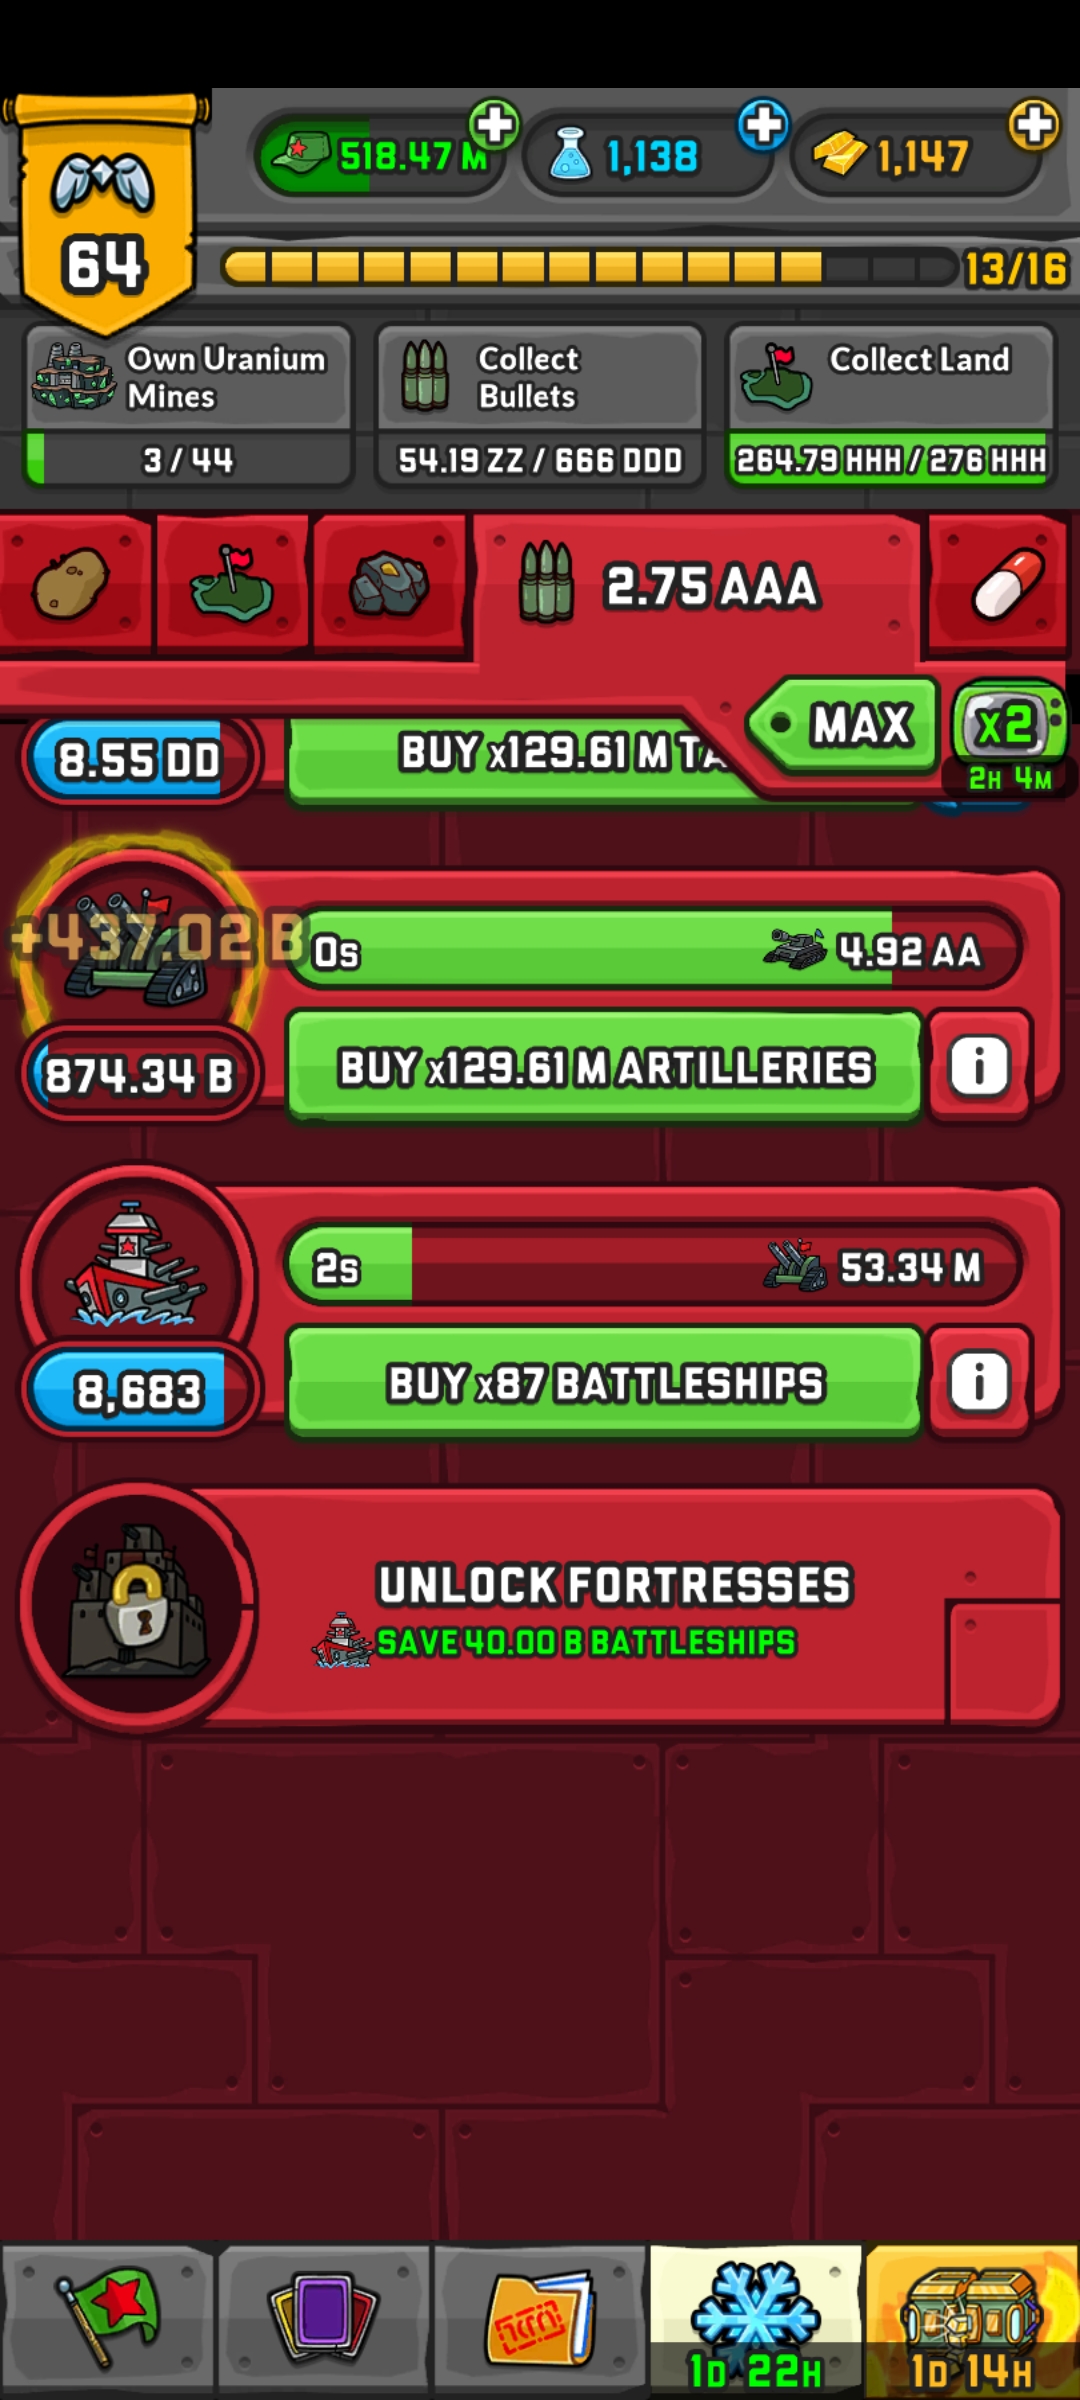 518.47 M
1,138
1,147
64
13/16
Own Uranium
Mines
3 / 44
Collect
Bullets
54.19 ZZ / 666 DDD
Collect Land
264.79 HHH / 276 HHH
2.75 AAA
MAX
x2
2H 4M
8.55 DD
BUY x129.61 M TA
+437.02 B
0s
4.92 AA
874.34 B
BUY x129.61 M ARTILLERIES
i
2s
53.34 M
8,683
BUY x87 BATTLESHIPS
i
UNLOCK FORTRESSES
SAVE 40.00 B BATTLESHIPS
1D 22H
1D 14H